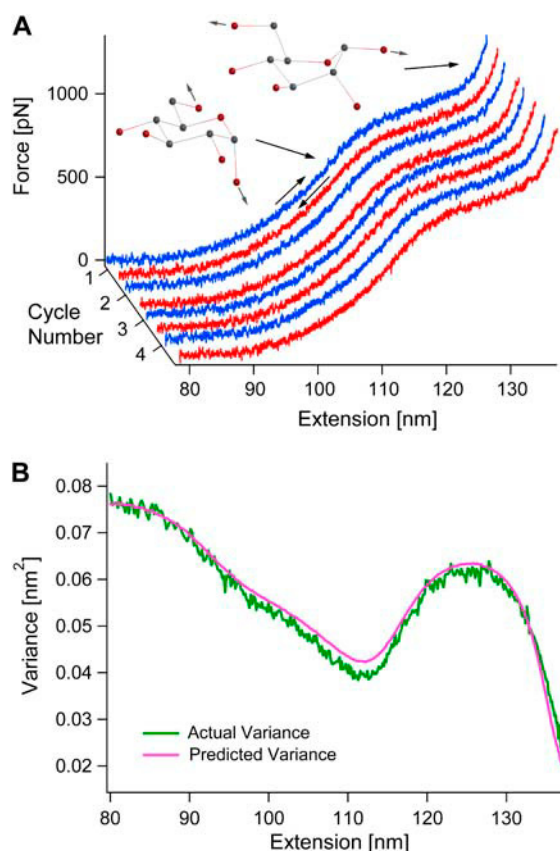 A
Force [pN]
1000
500
0
1
2
3
4
Cycle
Number
80
90
100
110
120
130
Extension [nm]
B
Variance [nm²]
0.08
0.07
0.06
0.05
0.04
0.03
0.02
Actual Variance
Predicted Variance
80
90
100
110
120
130
Extension [nm]